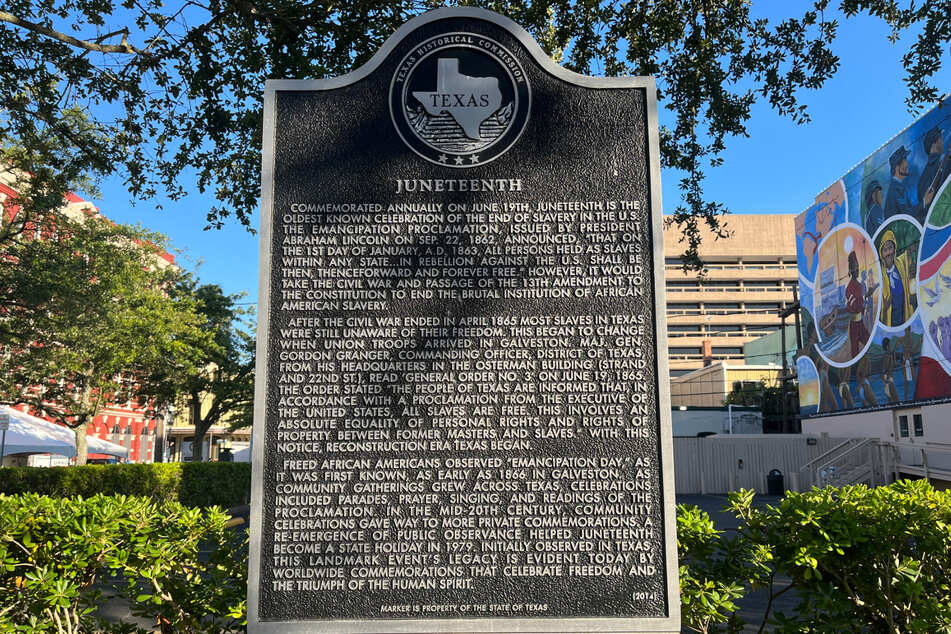 TEXAS HISTORICAL COMMISSION
TEXAS
JUNETEENTH
COMMEMORATED ANNUALLY ON JUNE 19TH, JUNETEENTH IS THE
OLDEST KNOWN CELEBRATION OF THE END OF SLAVERY IN THE U.S.
THE EMANCIPATION PROCLAMATION, ISSUED BY PRESIDENT
ABRAHAM LINCOLN ON SEP. 22, 1862, ANNOUNCED, "THAT ON
THE 1ST DAY OF JANUARY, A.D. 1863, ALL PERSONS HELD AS SLAVES
WITHIN ANY STATE...IN REBELLION AGAINST THE U.S. SHALL BE
THEN, THENCEFORWARD AND FOREVER FREE." HOWEVER, IT WOULD
TAKE THE CIVIL WAR AND PASSAGE OF THE 13TH AMENDMENT TO
THE CONSTITUTION TO END THE BRUTAL INSTITUTION OF AFRICAN
AMERICAN SLAVERY.
AFTER THE CIVIL WAR ENDED IN APRIL 1865 MOST SLAVES IN TEXAS
WERE STILL UNAWARE OF THEIR FREEDOM. THIS BEGAN TO CHANGE
WHEN UNION TROOPS ARRIVED IN GALVESTON. MAJ. GEN.
GORDON GRANGER, COMMANDING OFFICER, DISTRICT OF TEXAS,
FROM HIS HEADQUARTERS IN THE OSTERMAN BUILDING (STRAND
AND 22ND ST.), READ 'GENERAL ORDER NO. 3' ON JUNE 19, 1865.
THE ORDER STATED "THE PEOPLE OF TEXAS ARE INFORMED THAT, IN
ACCORDANCE WITH A PROCLAMATION FROM THE EXECUTIVE OF
THE UNITED STATES, ALL SLAVES ARE FREE. THIS INVOLVES AN
ABSOLUTE EQUALITY OF PERSONAL RIGHTS AND RIGHTS OF
PROPERTY BETWEEN FORMER MASTERS AND SLAVES." WITH THIS
NOTICE, RECONSTRUCTION ERA TEXAS BEGAN.
FREED AFRICAN AMERICANS OBSERVED "EMANCIPATION DAY," AS
IT WAS FIRST KNOWN, AS EARLY AS 1866 IN GALVESTON. AS
COMMUNITY GATHERINGS GREW ACROSS TEXAS, CELEBRATIONS
INCLUDED PARADES, PRAYER, SINGING, AND READINGS OF THE
PROCLAMATION. IN THE MID-20TH CENTURY, COMMUNITY
CELEBRATIONS GAVE WAY TO MORE PRIVATE COMMEMORATIONS. A
RE-EMERGENCE OF PUBLIC OBSERVANCE HELPED JUNETEENTH
BECOME A STATE HOLIDAY IN 1979. INITIALLY OBSERVED IN TEXAS,
THIS LANDMARK EVENT'S LEGACY IS EVIDENT TODAY BY
WORLDWIDE COMMEMORATIONS THAT CELEBRATE FREEDOM AND
THE TRIUMPH OF THE HUMAN SPIRIT.
(2014)
MARKER IS PROPERTY OF THE STATE OF TEXAS